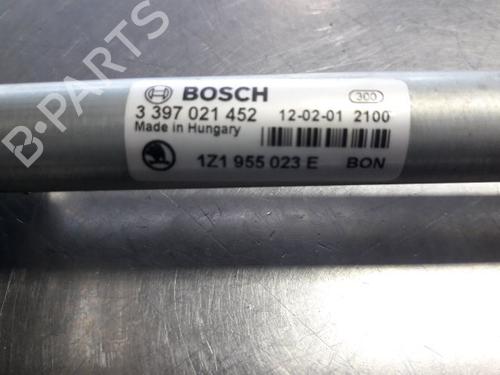 BOSCH 300
3 397 021 452 12-02-01 2100
Made in Hungary
1Z1 955 023 E BON
B-PARTS